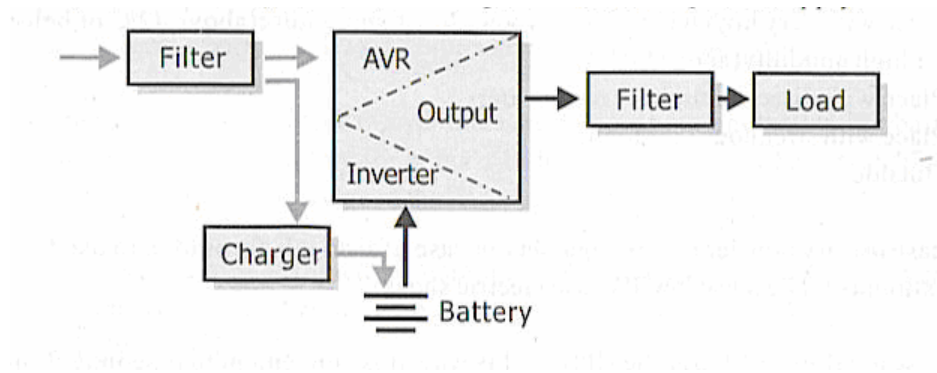 Filter
AVR
Output
Inverter
Filter
Load
Charger
Battery